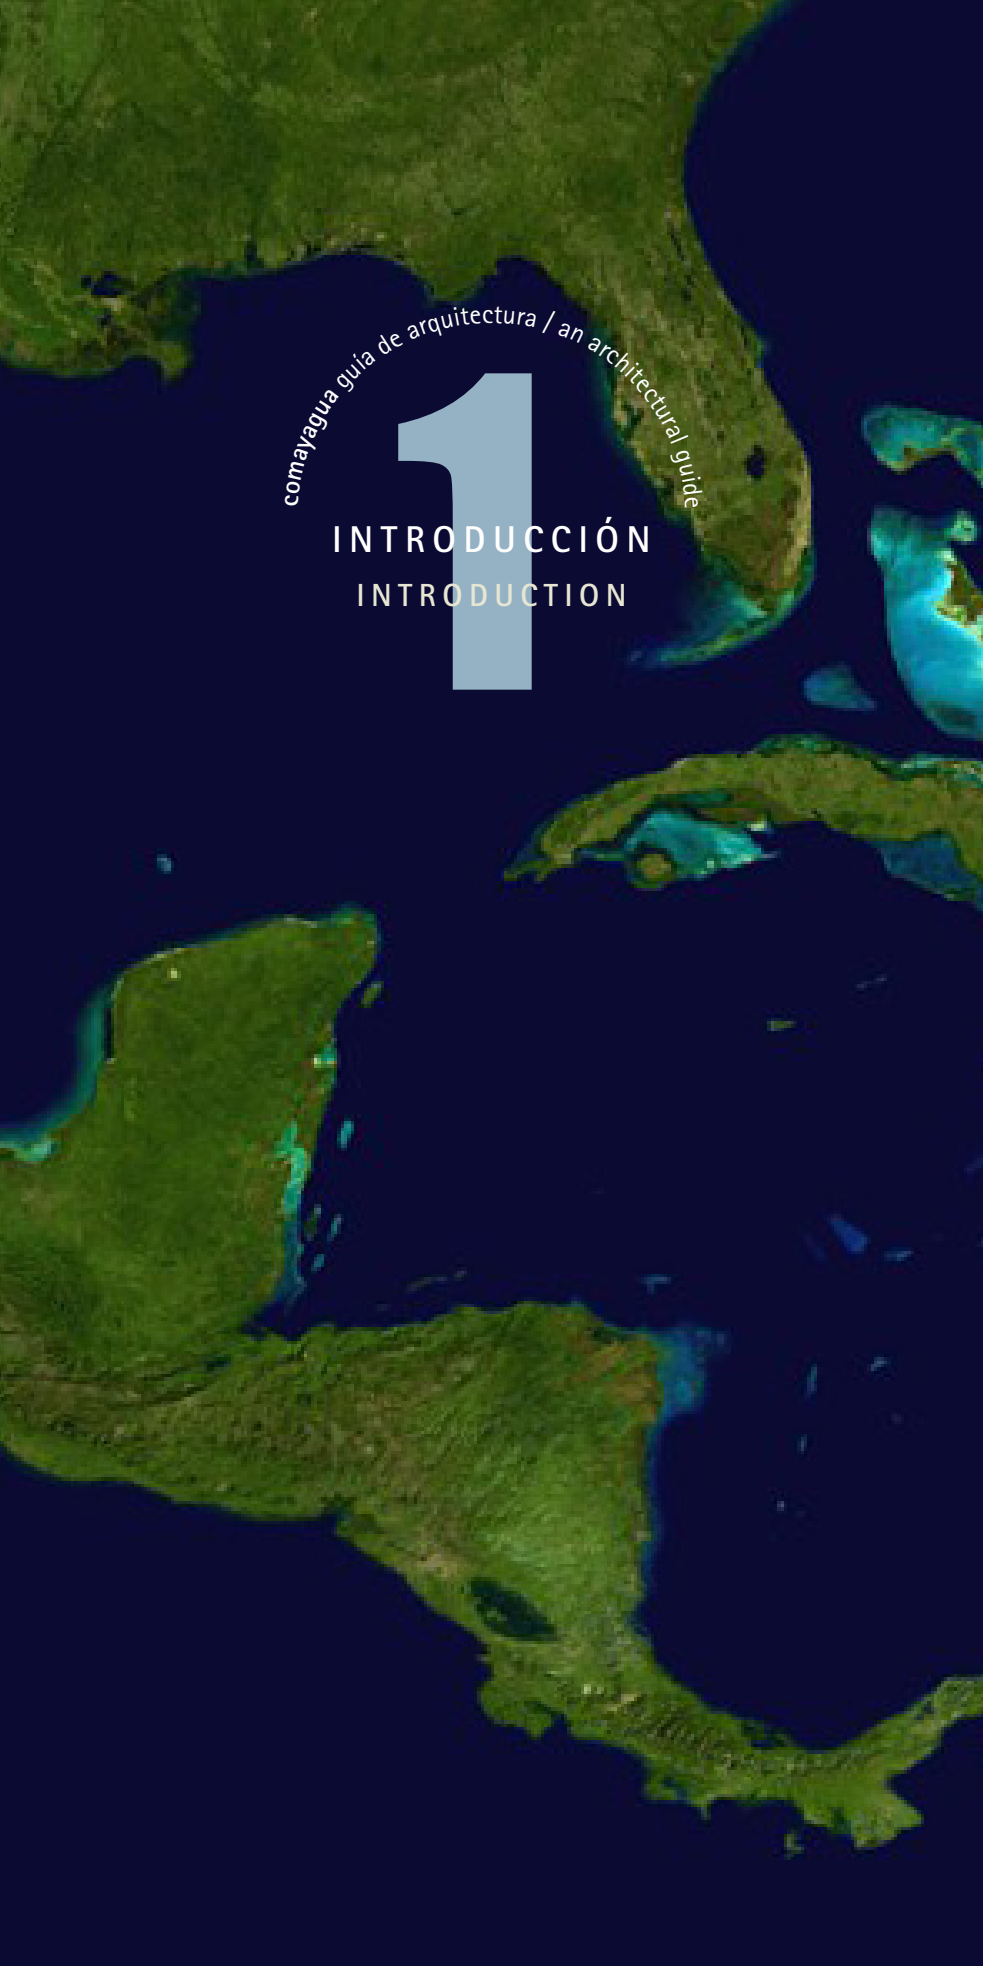 comayagua guía de arquitectura / an architectural guide
1
INTRODUCCIÓN
INTRODUCTION